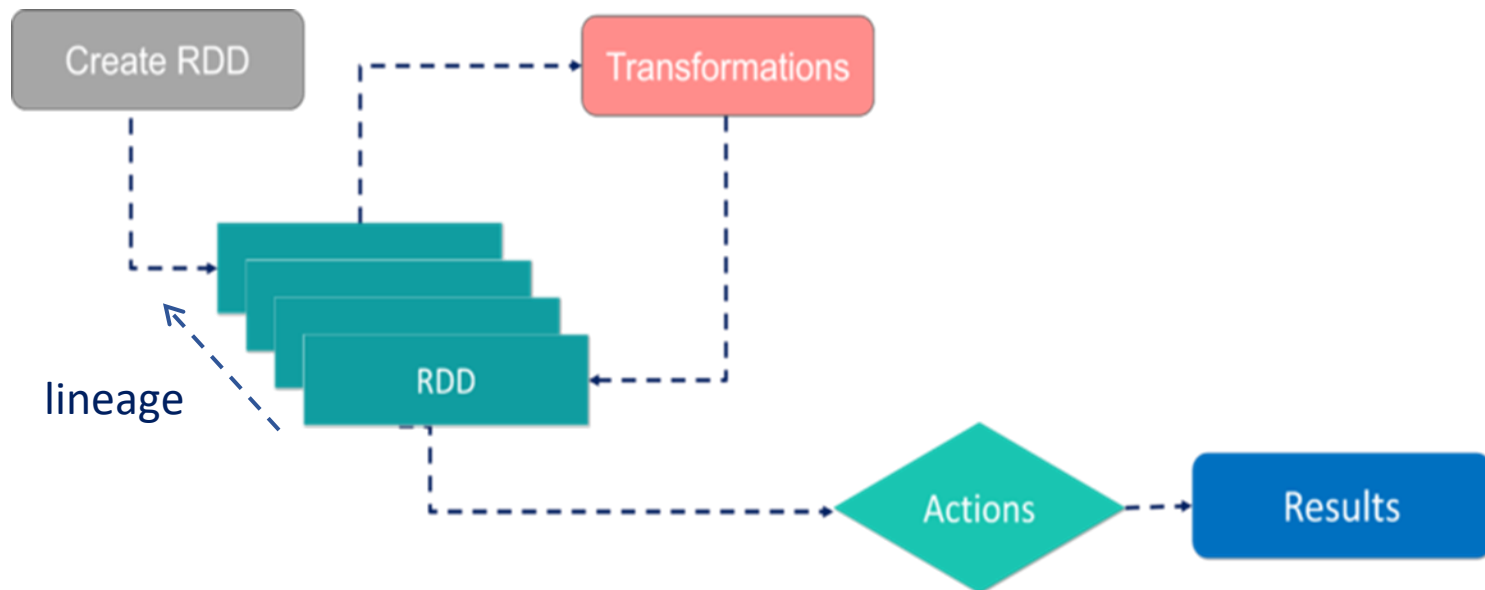 Create RDD
Transformations
RDD
lineage
Actions
Results